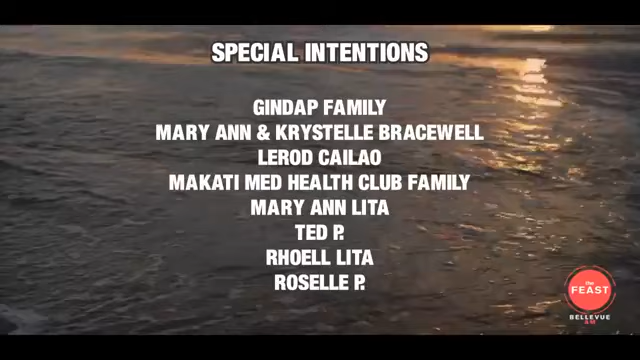 SPECIAL INTENTIONS
GINDAP FAMILY
MARY ANN & KRYSTELLE BRACEWELL
LEROD CAILAO
MAKATI MED HEALTH CLUB FAMILY
MARY ANN LITA
TED P.
RHOELL LITA
ROSELLE P.
the
FEAST
BELLEVUE
AM